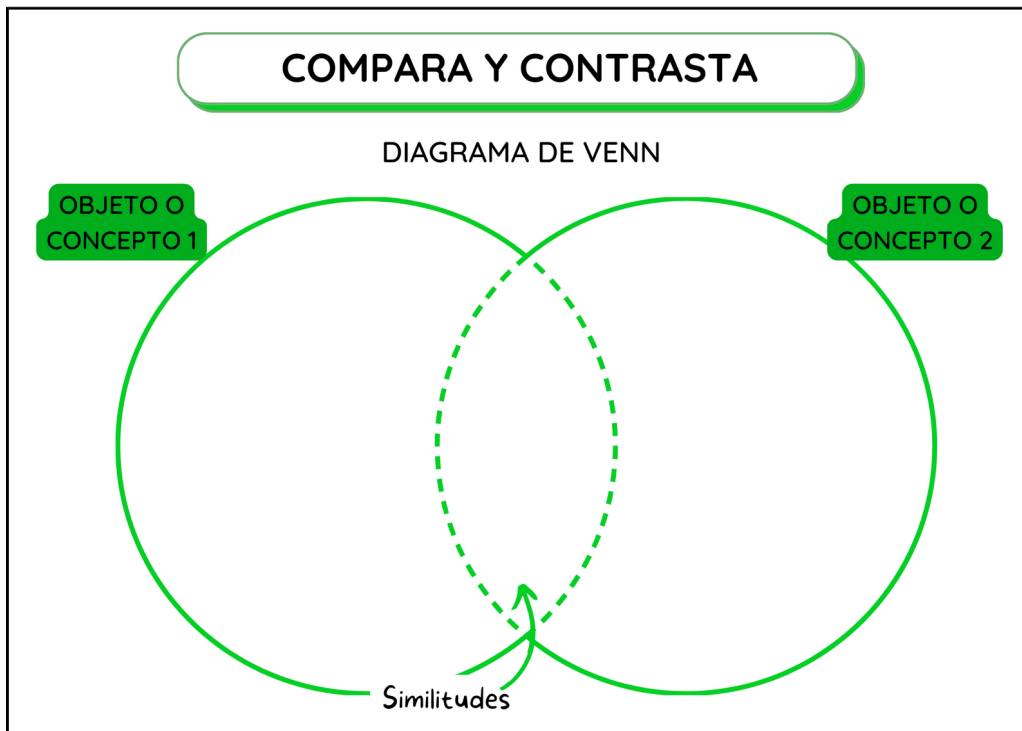 COMPARA Y CONTRASTA
DIAGRAMA DE VENN
OBJETO O
CONCEPTO 1
OBJETO O
CONCEPTO 2
Similitudes